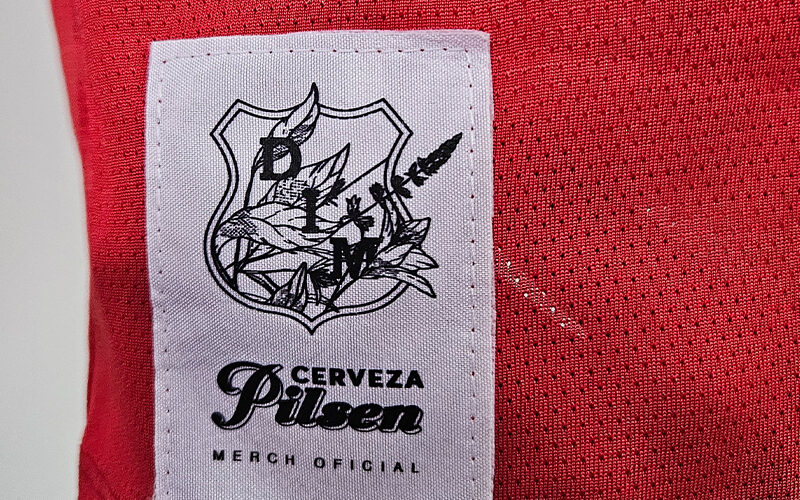 D
I
M
CERVEZA
Pilsen
MERCH OFICIAL